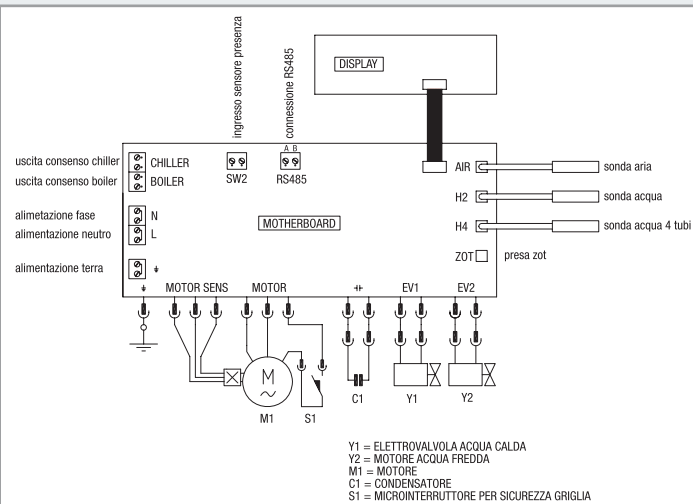 ingresso sensore presenza
connessione RS485
DISPLAY
A B
uscita consenso chiller
CHILLER
uscita consenso boiler
BOILER
SW2
RS485
AIR
sonda aria
H2
sonda acqua
alimetazione fase
N
alimentazione neutro
L
MOTHERBOARD
H4
sonda acqua 4 tubi
ZOT
presa zot
alimentazione terra
MOTOR SENS
MOTOR
EV1
EV2
M
~
M1
S1
C1
Y1
Y2
Y1 = ELETTROVALVOLA ACQUA CALDA
Y2 = MOTORE ACQUA FREDDA
M1 = MOTORE
C1 = CONDENSATORE
S1 = MICROINTERRUTTORE PER SICUREZZA GRIGLIA